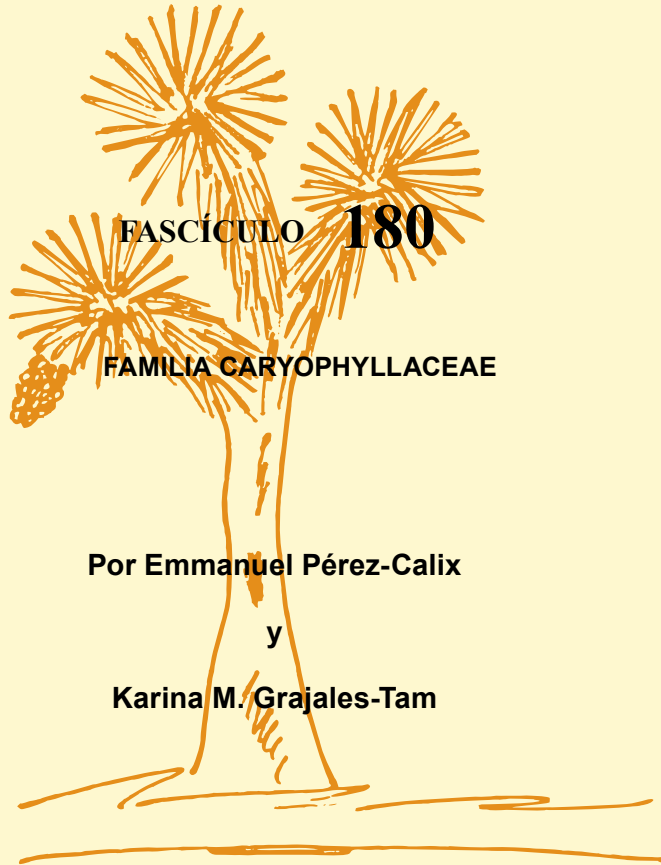 FASCÍCULO 180
FAMILIA CARYOPHYLLACEAE
Por Emmanuel Pérez-Calix
y
Karina M. Grajales-Tam